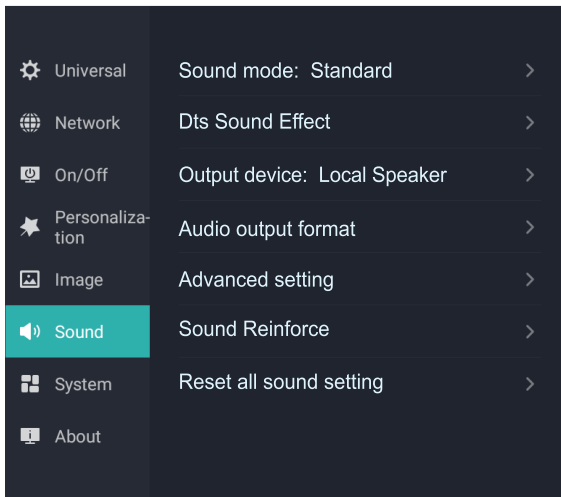 Universal
Network
On/Off
Personaliza-
tion
Image
Sound
System
About
Sound mode: Standard
Dts Sound Effect
Output device: Local Speaker
Audio output format
Advanced setting
Sound Reinforce
Reset all sound setting